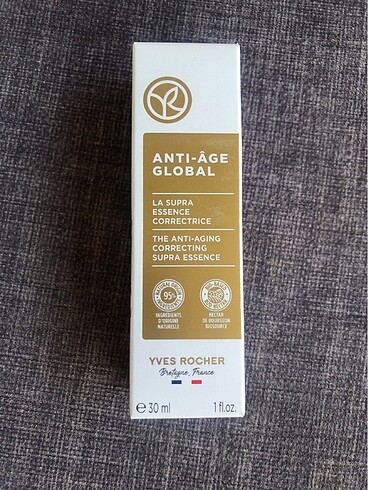 ANTI-ÂGE
GLOBAL
LA SUPRA
ESSENCE
CORRECTRICE
THE ANTI-AGING
CORRECTING
SUPRA ESSENCE
95%
INGRÉDIENTS
D'ORIGINE
NATURELLE
NECTAR
DE BOURGEON
BIOSOURCÉ
YVES ROCHER
Bretagne, France
℮ 30 ml
1 fl.oz.